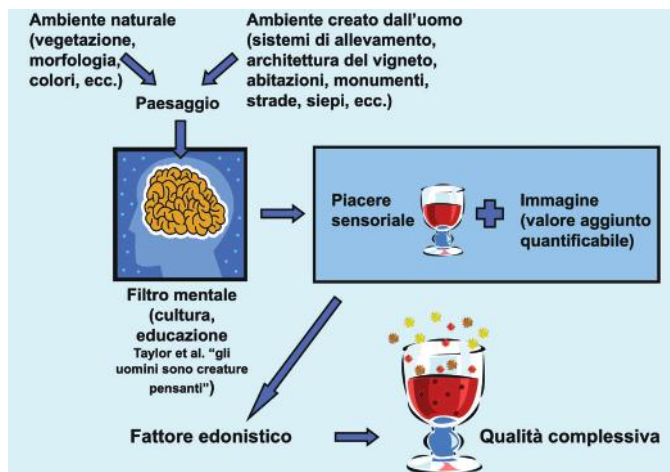 Ambiente naturale
(vegetazione,
morfologia,
colori, ecc.)
Ambiente creato dall'uomo
(sistemi di allevamento,
architettura del vigneto,
abitazioni, monumenti,
strade, siepi, ecc.)
Paesaggio
Piacere
sensoriale
Immagine
(valore aggiunto
quantificabile)
Filtro mentale
(cultura,
educazione
Taylor et al. "gli
uomini sono creature
pensanti")
Fattore edonistico
Qualità complessiva